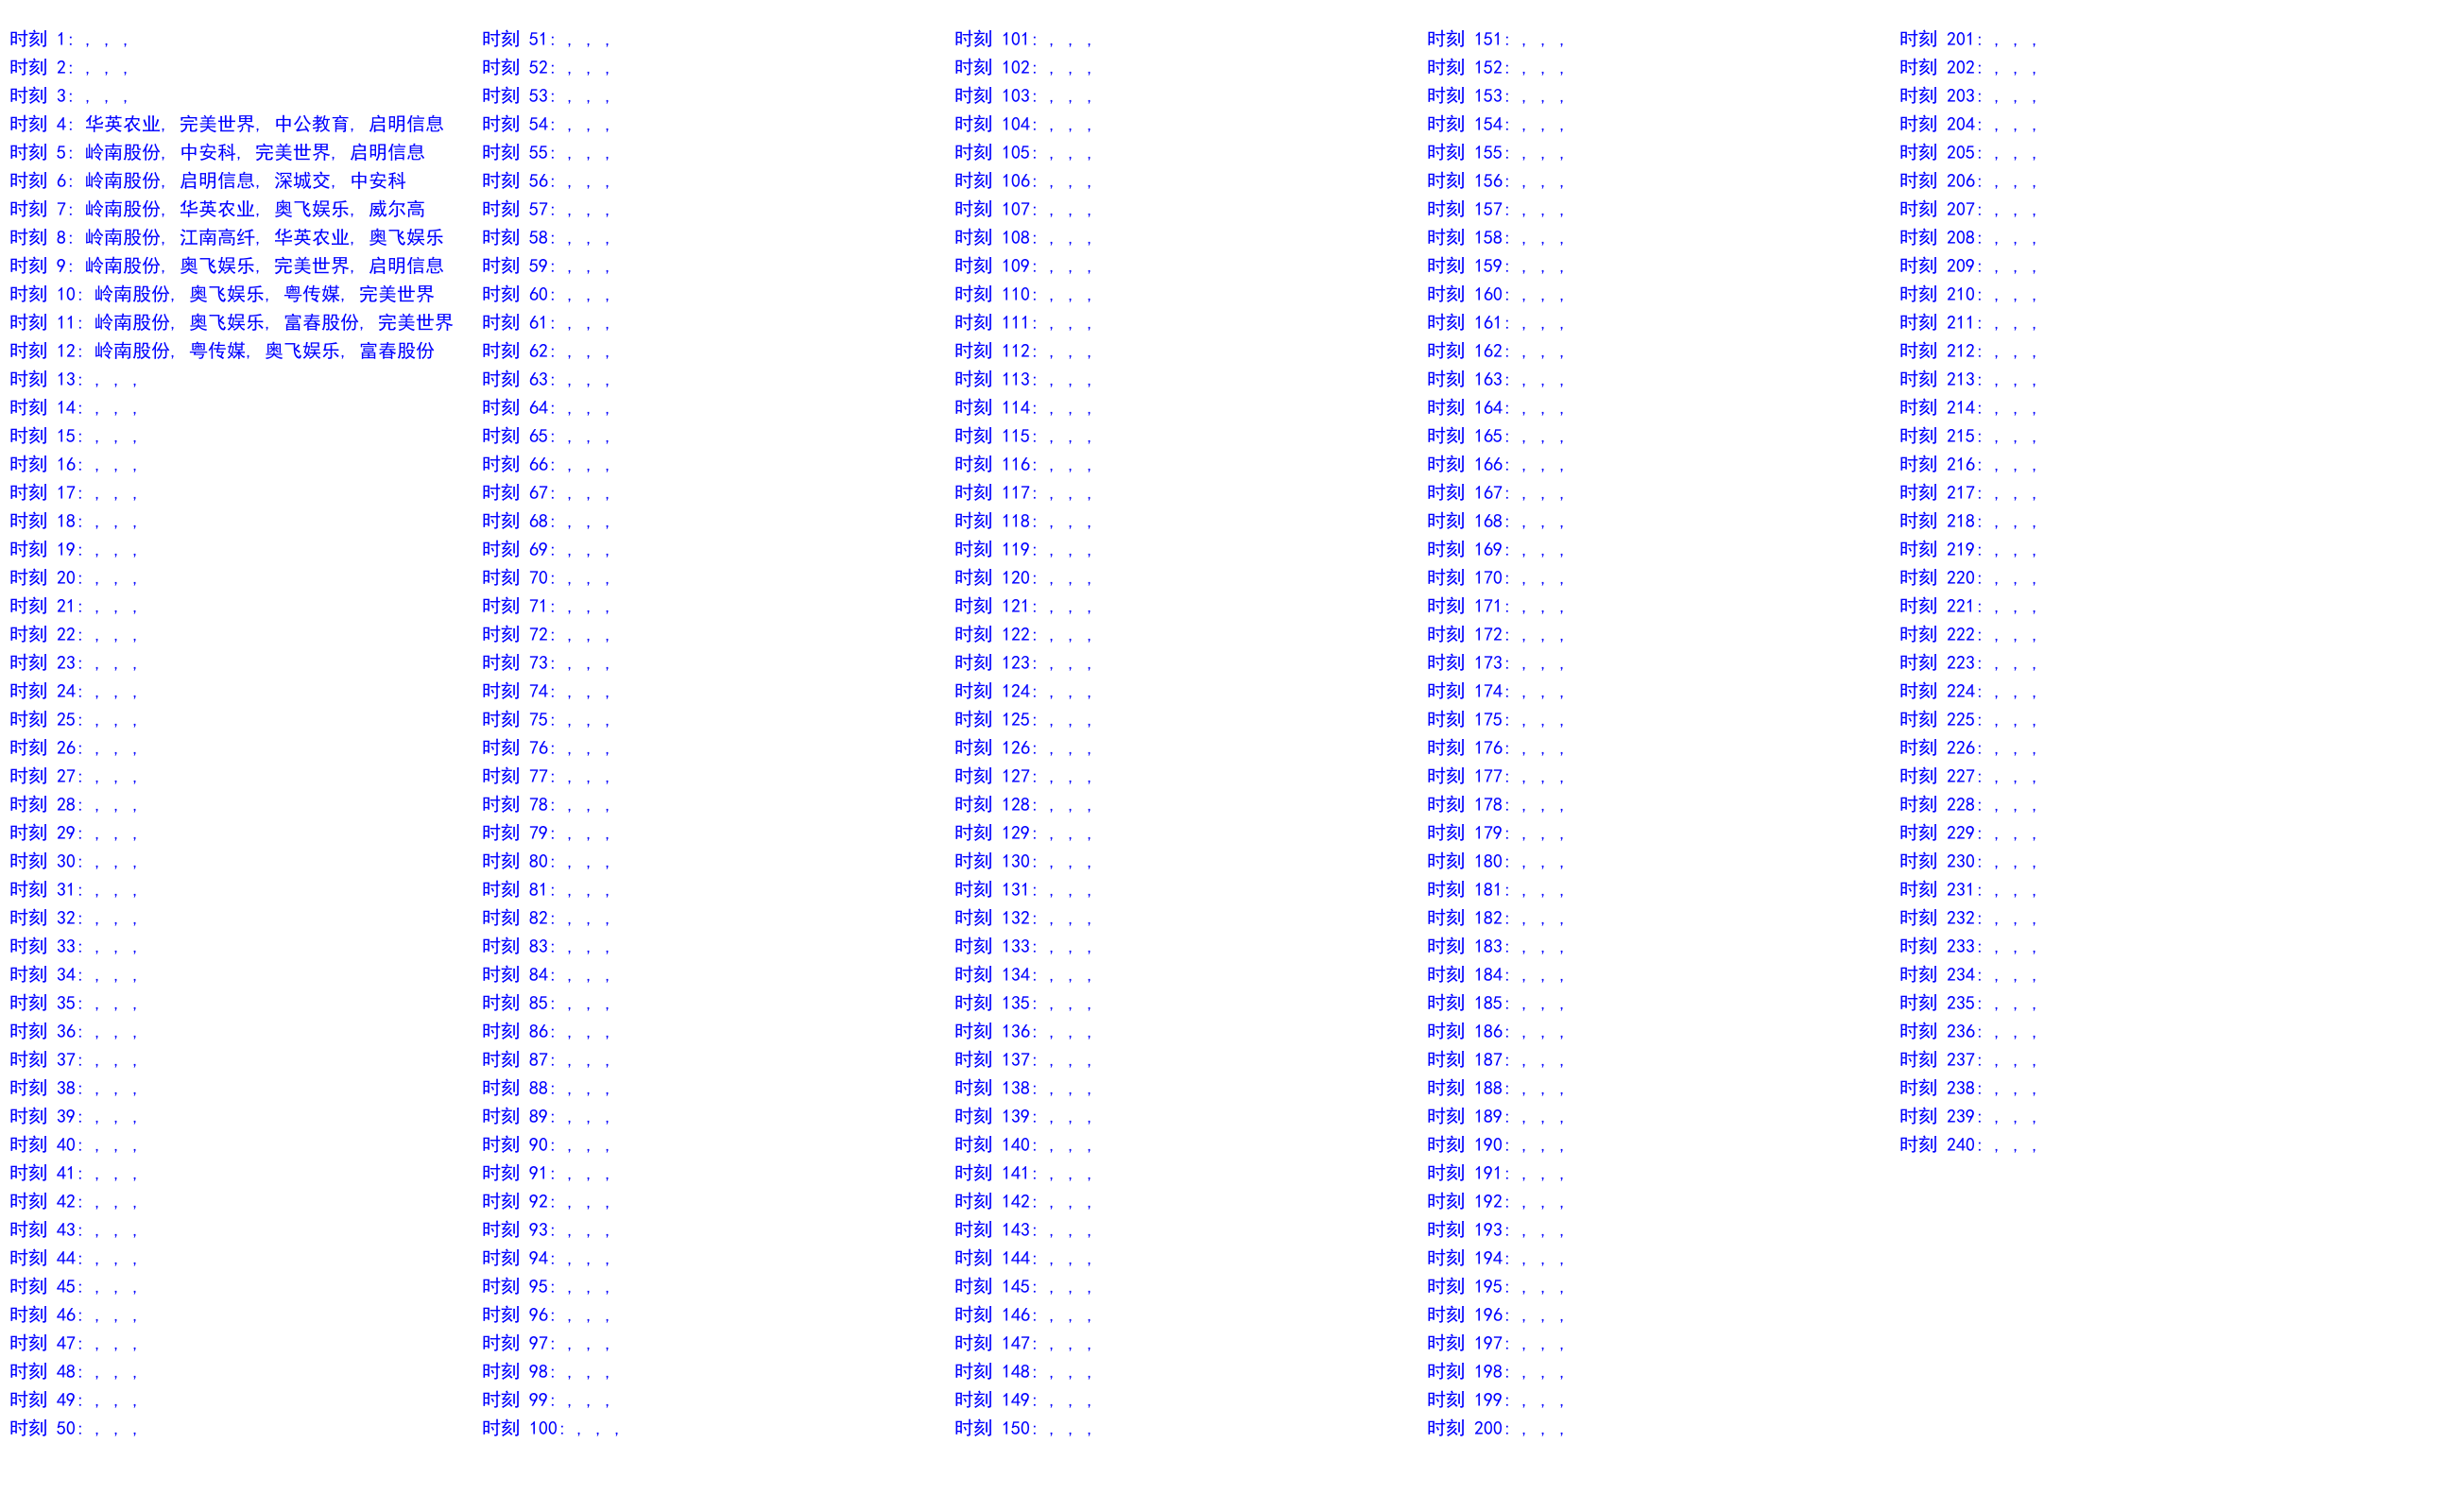 时刻 1: , , ,
时刻 2: , , ,
时刻 3: , , ,
时刻 4: 华英农业, 完美世界, 中公教育, 启明信息
时刻 5: 岭南股份, 中安科, 完美世界, 启明信息
时刻 6: 岭南股份, 启明信息, 深城交, 中安科
时刻 7: 岭南股份, 华英农业, 奥飞娱乐, 威尔高
时刻 8: 岭南股份, 江南高纤, 华英农业, 奥飞娱乐
时刻 9: 岭南股份, 奥飞娱乐, 完美世界, 启明信息
时刻 10: 岭南股份, 奥飞娱乐, 粤传媒, 完美世界
时刻 11: 岭南股份, 奥飞娱乐, 富春股份, 完美世界
时刻 12: 岭南股份, 粤传媒, 奥飞娱乐, 富春股份
时刻 13: , , ,
时刻 14: , , ,
时刻 15: , , ,
时刻 16: , , ,
时刻 17: , , ,
时刻 18: , , ,
时刻 19: , , ,
时刻 20: , , ,
时刻 21: , , ,
时刻 22: , , ,
时刻 23: , , ,
时刻 24: , , ,
时刻 25: , , ,
时刻 26: , , ,
时刻 27: , , ,
时刻 28: , , ,
时刻 29: , , ,
时刻 30: , , ,
时刻 31: , , ,
时刻 32: , , ,
时刻 33: , , ,
时刻 34: , , ,
时刻 35: , , ,
时刻 36: , , ,
时刻 37: , , ,
时刻 38: , , ,
时刻 39: , , ,
时刻 40: , , ,
时刻 41: , , ,
时刻 42: , , ,
时刻 43: , , ,
时刻 44: , , ,
时刻 45: , , ,
时刻 46: , , ,
时刻 47: , , ,
时刻 48: , , ,
时刻 49: , , ,
时刻 50: , , ,
时刻 51: , , ,
时刻 52: , , ,
时刻 53: , , ,
时刻 54: , , ,
时刻 55: , , ,
时刻 56: , , ,
时刻 57: , , ,
时刻 58: , , ,
时刻 59: , , ,
时刻 60: , , ,
时刻 61: , , ,
时刻 62: , , ,
时刻 63: , , ,
时刻 64: , , ,
时刻 65: , , ,
时刻 66: , , ,
时刻 67: , , ,
时刻 68: , , ,
时刻 69: , , ,
时刻 70: , , ,
时刻 71: , , ,
时刻 72: , , ,
时刻 73: , , ,
时刻 74: , , ,
时刻 75: , , ,
时刻 76: , , ,
时刻 77: , , ,
时刻 78: , , ,
时刻 79: , , ,
时刻 80: , , ,
时刻 81: , , ,
时刻 82: , , ,
时刻 83: , , ,
时刻 84: , , ,
时刻 85: , , ,
时刻 86: , , ,
时刻 87: , , ,
时刻 88: , , ,
时刻 89: , , ,
时刻 90: , , ,
时刻 91: , , ,
时刻 92: , , ,
时刻 93: , , ,
时刻 94: , , ,
时刻 95: , , ,
时刻 96: , , ,
时刻 97: , , ,
时刻 98: , , ,
时刻 99: , , ,
时刻 100: , , ,
时刻 101: , , ,
时刻 102: , , ,
时刻 103: , , ,
时刻 104: , , ,
时刻 105: , , ,
时刻 106: , , ,
时刻 107: , , ,
时刻 108: , , ,
时刻 109: , , ,
时刻 110: , , ,
时刻 111: , , ,
时刻 112: , , ,
时刻 113: , , ,
时刻 114: , , ,
时刻 115: , , ,
时刻 116: , , ,
时刻 117: , , ,
时刻 118: , , ,
时刻 119: , , ,
时刻 120: , , ,
时刻 121: , , ,
时刻 122: , , ,
时刻 123: , , ,
时刻 124: , , ,
时刻 125: , , ,
时刻 126: , , ,
时刻 127: , , ,
时刻 128: , , ,
时刻 129: , , ,
时刻 130: , , ,
时刻 131: , , ,
时刻 132: , , ,
时刻 133: , , ,
时刻 134: , , ,
时刻 135: , , ,
时刻 136: , , ,
时刻 137: , , ,
时刻 138: , , ,
时刻 139: , , ,
时刻 140: , , ,
时刻 141: , , ,
时刻 142: , , ,
时刻 143: , , ,
时刻 144: , , ,
时刻 145: , , ,
时刻 146: , , ,
时刻 147: , , ,
时刻 148: , , ,
时刻 149: , , ,
时刻 150: , , ,
时刻 151: , , ,
时刻 152: , , ,
时刻 153: , , ,
时刻 154: , , ,
时刻 155: , , ,
时刻 156: , , ,
时刻 157: , , ,
时刻 158: , , ,
时刻 159: , , ,
时刻 160: , , ,
时刻 161: , , ,
时刻 162: , , ,
时刻 163: , , ,
时刻 164: , , ,
时刻 165: , , ,
时刻 166: , , ,
时刻 167: , , ,
时刻 168: , , ,
时刻 169: , , ,
时刻 170: , , ,
时刻 171: , , ,
时刻 172: , , ,
时刻 173: , , ,
时刻 174: , , ,
时刻 175: , , ,
时刻 176: , , ,
时刻 177: , , ,
时刻 178: , , ,
时刻 179: , , ,
时刻 180: , , ,
时刻 181: , , ,
时刻 182: , , ,
时刻 183: , , ,
时刻 184: , , ,
时刻 185: , , ,
时刻 186: , , ,
时刻 187: , , ,
时刻 188: , , ,
时刻 189: , , ,
时刻 190: , , ,
时刻 191: , , ,
时刻 192: , , ,
时刻 193: , , ,
时刻 194: , , ,
时刻 195: , , ,
时刻 196: , , ,
时刻 197: , , ,
时刻 198: , , ,
时刻 199: , , ,
时刻 200: , , ,
时刻 201: , , ,
时刻 202: , , ,
时刻 203: , , ,
时刻 204: , , ,
时刻 205: , , ,
时刻 206: , , ,
时刻 207: , , ,
时刻 208: , , ,
时刻 209: , , ,
时刻 210: , , ,
时刻 211: , , ,
时刻 212: , , ,
时刻 213: , , ,
时刻 214: , , ,
时刻 215: , , ,
时刻 216: , , ,
时刻 217: , , ,
时刻 218: , , ,
时刻 219: , , ,
时刻 220: , , ,
时刻 221: , , ,
时刻 222: , , ,
时刻 223: , , ,
时刻 224: , , ,
时刻 225: , , ,
时刻 226: , , ,
时刻 227: , , ,
时刻 228: , , ,
时刻 229: , , ,
时刻 230: , , ,
时刻 231: , , ,
时刻 232: , , ,
时刻 233: , , ,
时刻 234: , , ,
时刻 235: , , ,
时刻 236: , , ,
时刻 237: , , ,
时刻 238: , , ,
时刻 239: , , ,
时刻 240: , , ,